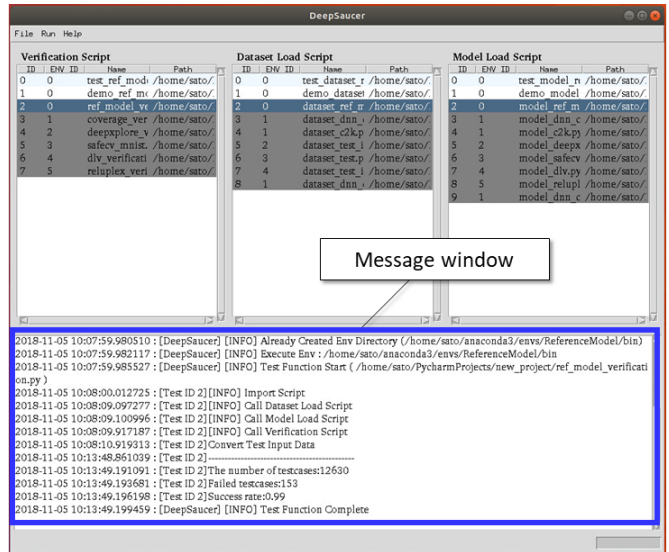 DeepSaucer
File Run Help
Verification Script
ID ENV ID Name Path
0 0 test_ref_mod /home/sato/.
1 0 demo_ref_mc /home/sato/.
2 0 ref_model_ve /home/sato/.
3 1 coverage_ver /home/sato/.
4 2 deepxplore_v /home/sato/.
5 3 safecv_mnist. /home/sato/.
6 4 dlv_verificati /home/sato/.
7 5 reluplex_veri /home/sato/.
Dataset Load Script
ID ENV ID Name Path
0 0 test_dataset_r /home/sato/.
1 0 demo_dataset /home/sato/.
2 0 dataset_ref_m /home/sato/.
3 1 dataset_dnn_c /home/sato/.
4 1 dataset_c2k.p /home/sato/.
5 2 dataset_test_i /home/sato/.
6 3 dataset_test.p /home/sato/.
7 4 dataset_test_i /home/sato/.
8 1 dataset_dnn_c /home/sato/.
Model Load Script
ID ENV ID Name Path
0 0 test_model_r /home/sato/.
1 0 demo_model /home/sato/.
2 0 model_ref_m /home/sato/.
3 1 model_dnn_c /home/sato/.
4 1 model_c2k.py /home/sato/.
5 2 model_deepx /home/sato/.
6 3 model_safecv /home/sato/.
7 4 model_dlv.py /home/sato/.
8 5 model_relupl /home/sato/.
9 1 model_dnn_c /home/sato/.
Message window
2018-11-05 10:07:59.980510 : [DeepSaucer] [INFO] Already Created Env Directory (/home/sato/anaconda3/envs/ReferenceModel/bin)
2018-11-05 10:07:59.982117 : [DeepSaucer] [INFO] Execute Env : /home/sato/anaconda3/envs/ReferenceModel/bin
2018-11-05 10:07:59.985527 : [DeepSaucer] [INFO] Test Function Start ( /home/sato/PycharmProjects/new_project/ref_model_verificati
on.py )
2018-11-05 10:08:00.012725 : [Test ID 2][INFO] Import Script
2018-11-05 10:08:09.097277 : [Test ID 2][INFO] Call Dataset Load Script
2018-11-05 10:08:09.100996 : [Test ID 2][INFO] Call Model Load Script
2018-11-05 10:08:09.917187 : [Test ID 2][INFO] Call Verification Script
2018-11-05 10:08:10.919313 : [Test ID 2]Convert Test Input Data
2018-11-05 10:13:48.861039 : [Test ID 2]--------------------------------------------
2018-11-05 10:13:49.191091 : [Test ID 2]The number of testcases:12630
2018-11-05 10:13:49.193681 : [Test ID 2]Failed testcases:153
2018-11-05 10:13:49.196198 : [Test ID 2]Success rate:0.99
2018-11-05 10:13:49.199459 : [DeepSaucer] [INFO] Test Function Complete